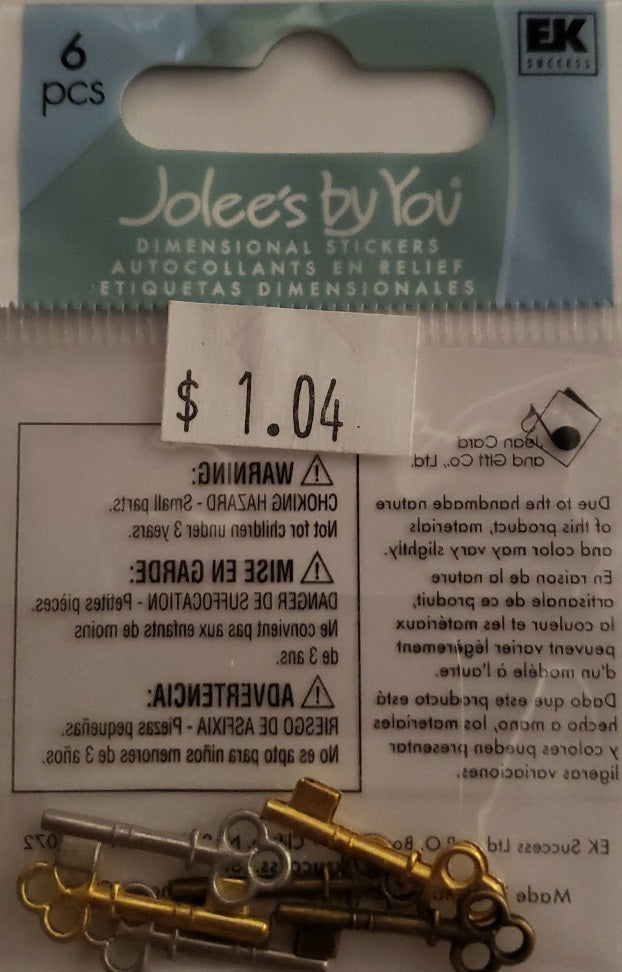 6
pcs
EK
SUCCESS
Jolee's by You
DIMENSIONAL STICKERS
AUTOCOLLANTS EN RELIEF
ETIQUETAS DIMENSIONALES
$ 1.04
Jean Card
and Gift Co., Ltd.
WARNING:
CHOKING HAZARD - Small parts.
Not for children under 3 years.
MISE EN GARDE:
DANGER DE SUFFOCATION - Petites pièces.
Ne convient pas aux enfants de moins
de 3 ans.
ADVERTENCIA:
RIESGO DE ASFIXIA - Piezas pequeñas.
No es apto para niños menores de 3 años.
Due to the handmade nature
of this product, materials
and color may vary slightly.
En raison de la nature
artisanale de ce produit,
la couleur et les matériaux
peuvent varier légèrement
d'un modèle à l'autre.
Dado que este producto está
hecho a mano, los materiales
y colores pueden presentar
ligeras variaciones.
EK Success Ltd
Made